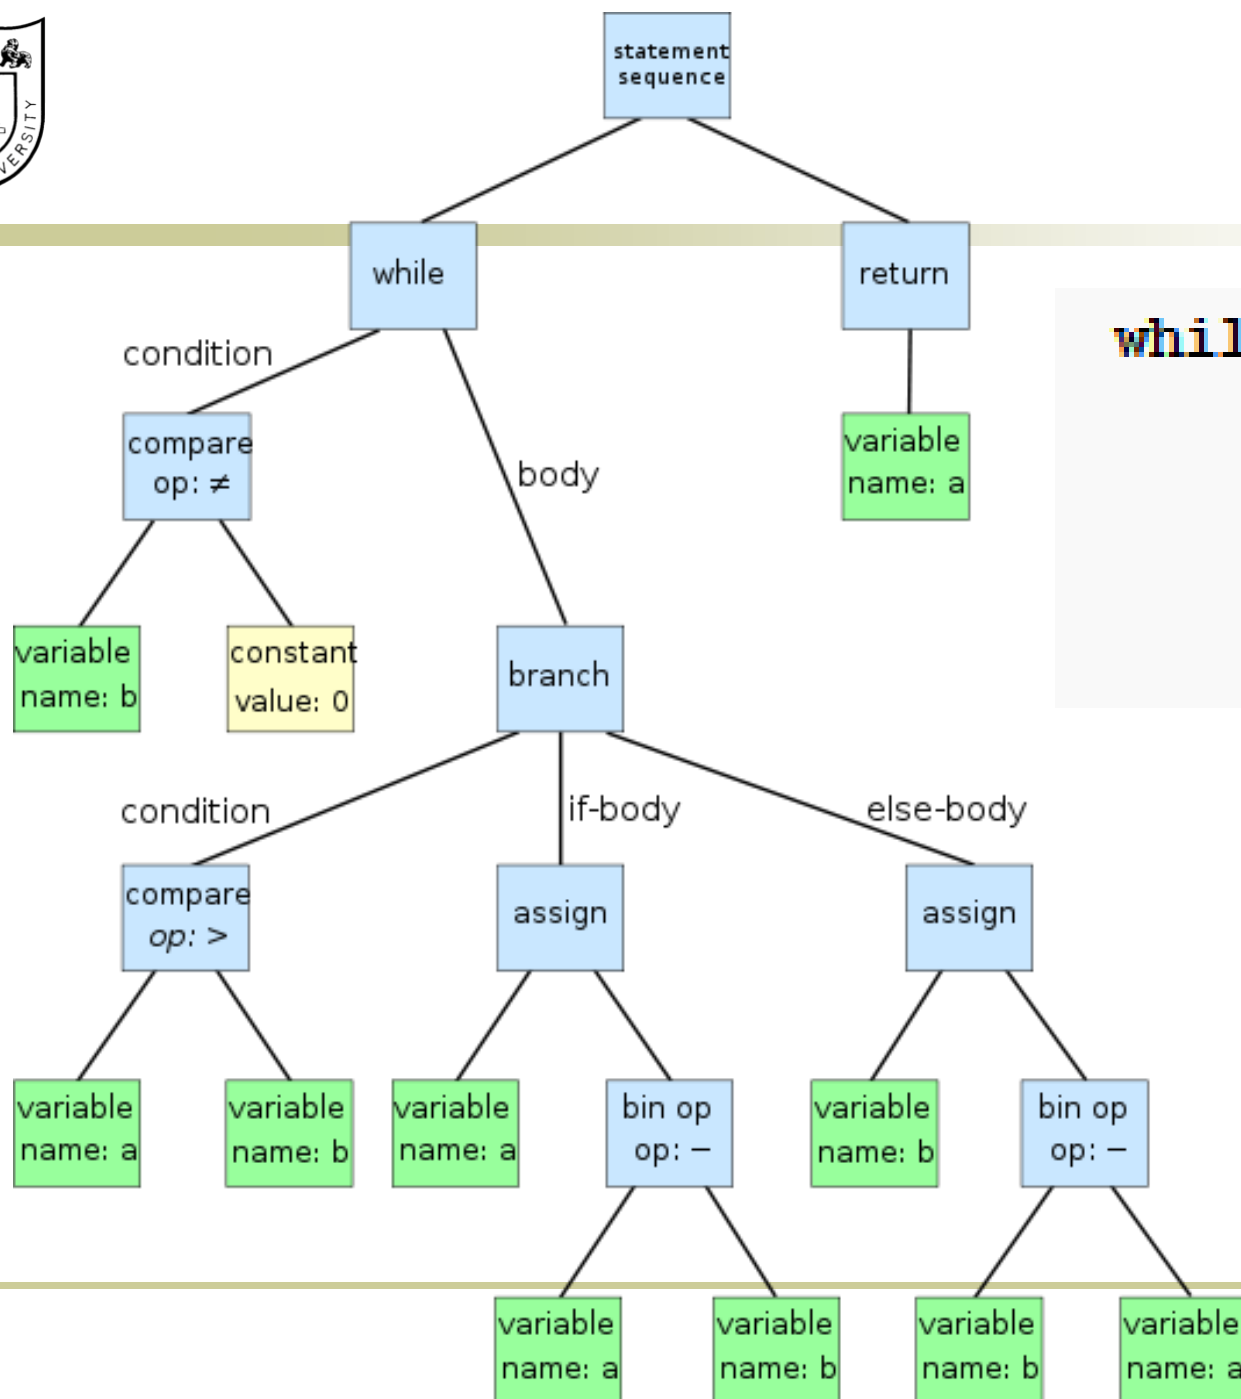 statement
sequence
while
return
whil
condition
compare
op: ≠
body
variable
name: a
variable
name: b
constant
value: 0
branch
condition
if-body
else-body
compare
op: >
assign
assign
variable
name: a
variable
name: b
variable
name: a
bin op
op: −
variable
name: b
bin op
op: −
variable
name: a
variable
name: b
variable
name: b
variable
name: a
VERSITY